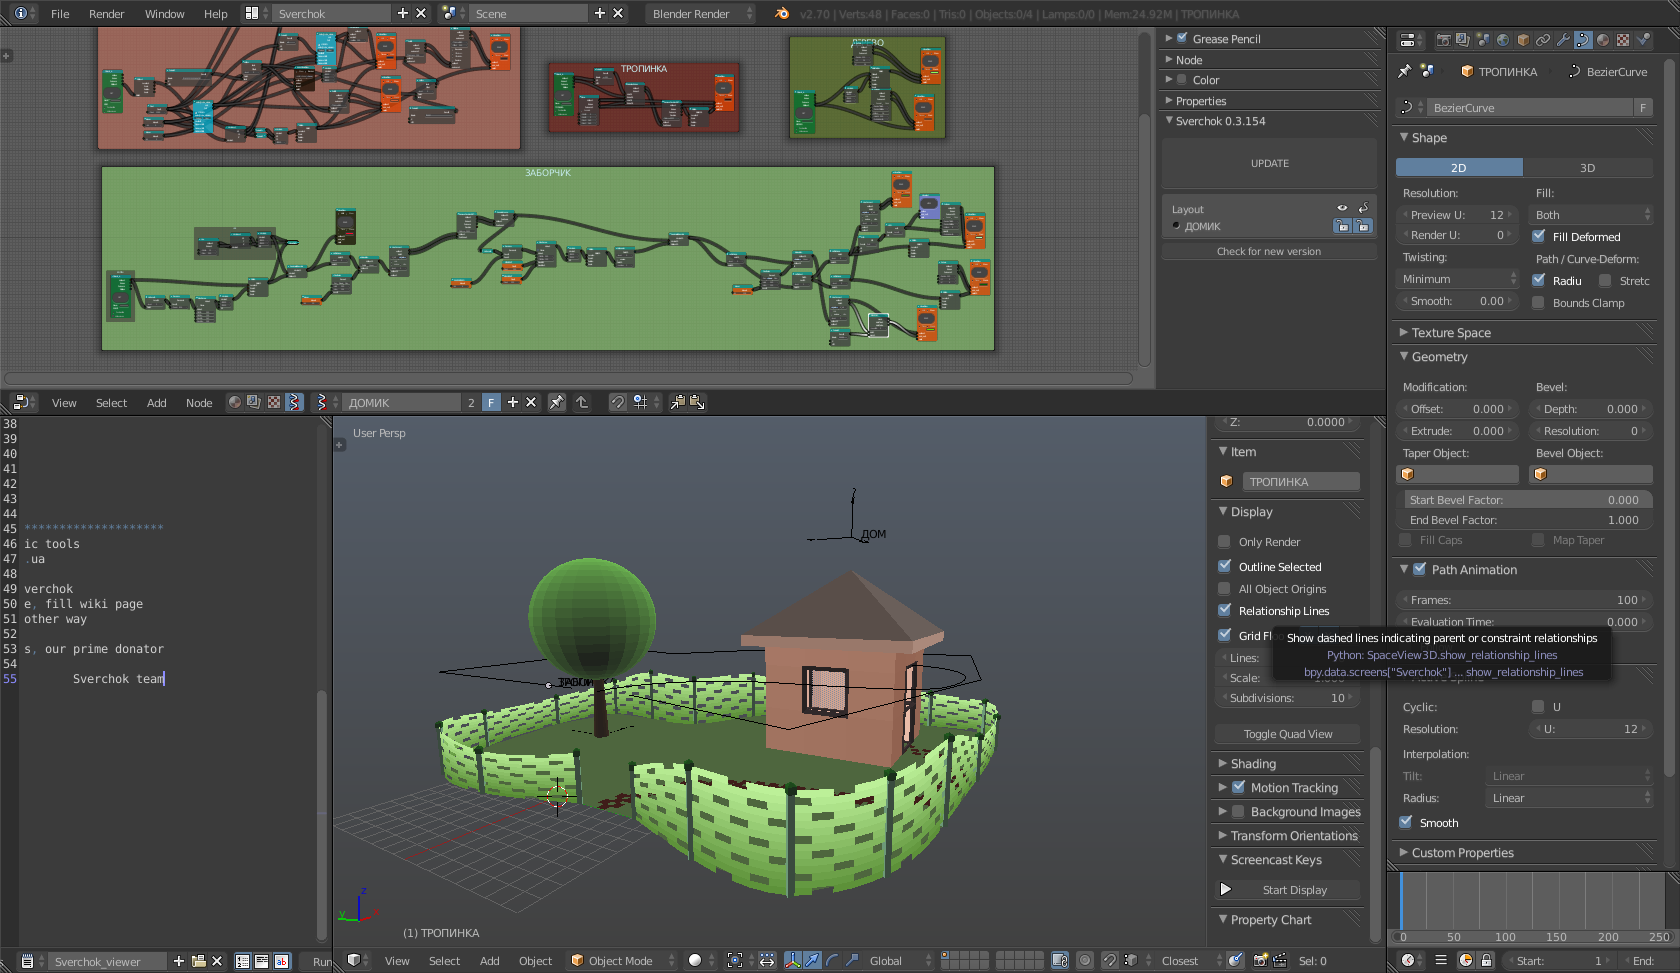 File
Render
Window
Help
Sverchok
Scene
Blender Render
v2.70 | Verts:48 | Faces:0 | Tris:0 | Objects:0/4 | Lamps:0/0 | Mem:24.92M | ТРОПИНКА
ТРОПИНКА
ДЕРЕВО
ЗАБОРЧИК
Grease Pencil
Node
Color
Properties
Sverchok 0.3.154
UPDATE
Layout
ДОМИК
Check for new version
View
Select
Add
Node
ДОМИК
2
F
ТРОПИНКА
BezierCurve
BezierCurve
F
Shape
2D
3D
Resolution:
Fill:
Preview U: 12
Both
Render U: 0
Fill Deformed
Twisting:
Path / Curve-Deform:
Minimum
Radiu
Stretc
Smooth: 0.00
Bounds Clamp
Texture Space
Geometry
Modification:
Bevel:
Offset: 0.000
Depth: 0.000
Extrude: 0.000
Resolution: 0
Taper Object:
Bevel Object:
Start Bevel Factor: 0.000
End Bevel Factor: 1.000
Fill Caps
Map Taper
Path Animation
Frames: 100
Evaluation Time: 0.000
Cyclic:
U
Resolution:
U: 12
Interpolation:
Tilt:
Linear
Radius:
Linear
Smooth
Custom Properties
38
39
40
41
42
43
44
45 ********************
46 ic tools
47 .ua
48
49 verchok
50 e, fill wiki page
51 other way
52
53 s, our prime donator
54
55 Sverchok team
User Persp
ДОМ
(1) ТРОПИНКА
Z: 0.0000
Item
ТРОПИНКА
Display
Only Render
Outline Selected
All Object Origins
Relationship Lines
Grid Flo
Lines:
Scale:
Subdivisions: 10
Toggle Quad View
Shading
Motion Tracking
Background Images
Transform Orientations
Screencast Keys
Start Display
Property Chart
Show dashed lines indicating parent or constraint relationships
Python: SpaceView3D.show_relationship_lines
bpy.data.screens["Sverchok"] ... show_relationship_lines
Sverchok_viewer
Run
View
Select
Add
Object
Object Mode
Global
Closest
Sel: 0
0
50
100
150
200
250
Start: 1
End:
z
y